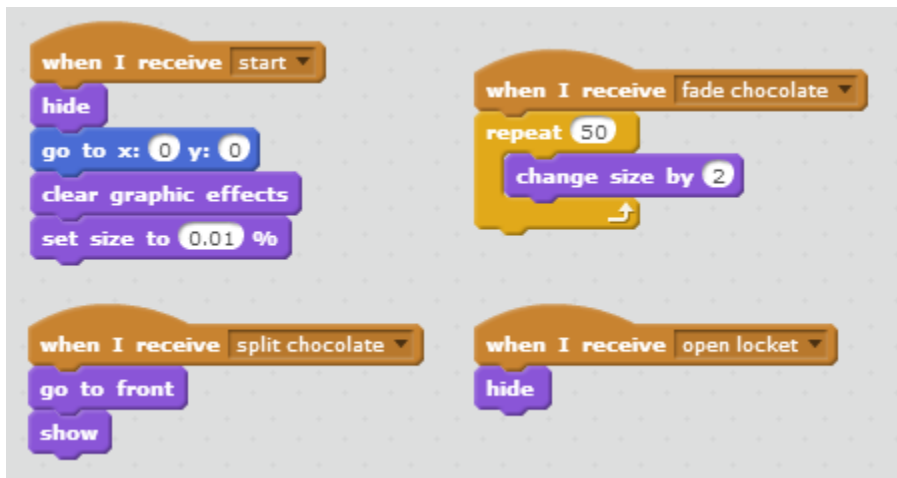 when I receive start
hide
go to x: 0 y: 0
clear graphic effects
set size to 0.01 %
when I receive fade chocolate
repeat 50
change size by 2
when I receive split chocolate
go to front
show
when I receive open locket
hide